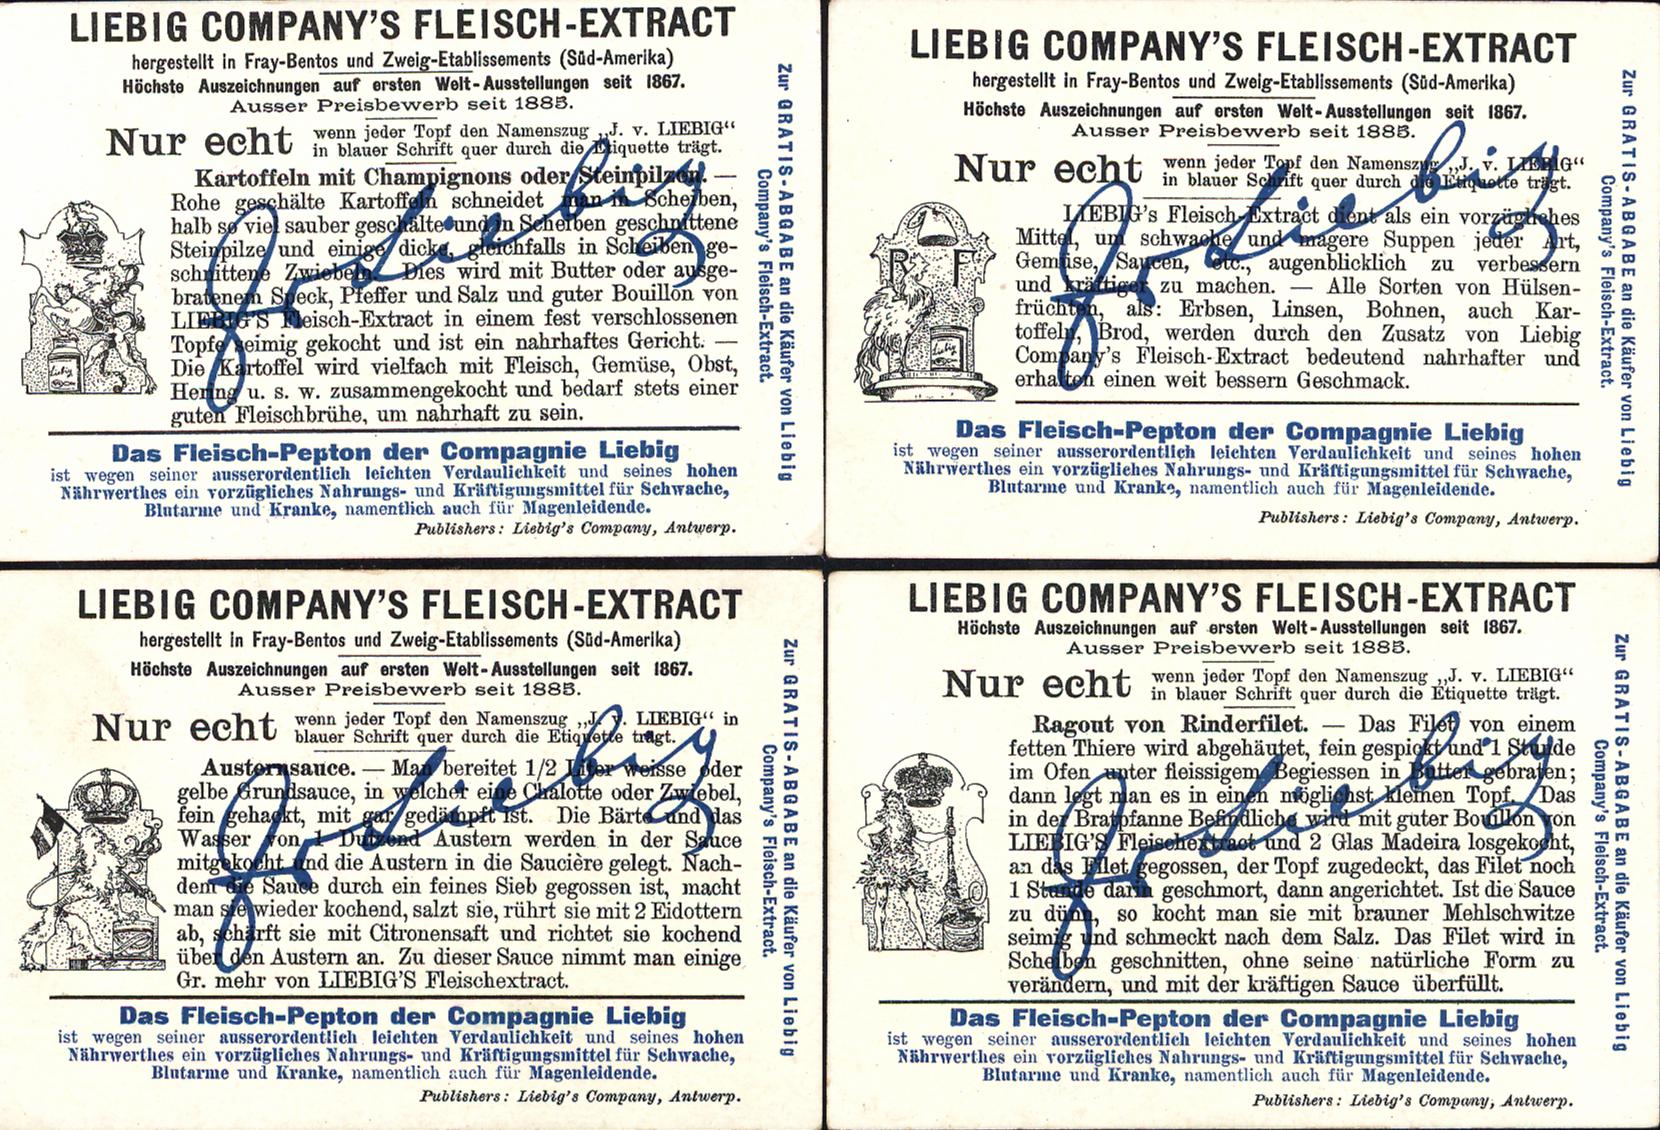 LIEBIG COMPANY'S FLEISCH-EXTRACT
hergestellt in Fray-Bentos und Zweig-Etablissements (Süd-Amerika)
Höchste Auszeichnungen auf ersten Welt-Ausstellungen seit 1867.
Ausser Preisbewerb seit 1885.
Nur echt wenn jeder Topf den Namenszug „J. v. LIEBIG“
in blauer Schrift quer durch die Etiquette trägt.
Kartoffeln mit Champignons oder Steinpilzen. —
Rohe geschälte Kartoffeln schneidet man in Scheiben,
halb so viel sauber geschälte und in Scheiben geschnittene
Steinpilze und einige dicke, gleichfalls in Scheiben ge-
schnittene Zwiebeln. Dies wird mit Butter oder ausge-
bratenem Speck, Pfeffer und Salz und guter Bouillon von
LIEBIG'S Fleisch-Extract in einem fest verschlossenen
Topfe seimig gekocht und ist ein nahrhaftes Gericht. —
Die Kartoffel wird vielfach mit Fleisch, Gemüse, Obst,
Hering u. s. w. zusammengekocht und bedarf stets einer
guten Fleischbrühe, um nahrhaft zu sein.
J v Liebig
Das Fleisch-Pepton der Compagnie Liebig
ist wegen seiner ausserordentlich leichten Verdaulichkeit und seines hohen
Nährwerthes ein vorzügliches Nahrungs- und Kräftigungsmittel für Schwache,
Blutarme und Kranke, namentlich auch für Magenleidende.
Publishers: Liebig's Company, Antwerp.
Zur GRATIS-ABGABE an die Käufer von Liebig
Company's Fleisch-Extract.
LIEBIG COMPANY'S FLEISCH-EXTRACT
hergestellt in Fray-Bentos und Zweig-Etablissements (Süd-Amerika)
Höchste Auszeichnungen auf ersten Welt-Ausstellungen seit 1867.
Ausser Preisbewerb seit 1885.
Nur echt wenn jeder Topf den Namenszug „J. v. LIEBIG“
in blauer Schrift quer durch die Etiquette trägt.
R F
LIEBIG's Fleisch-Extract dient als ein vorzügliches
Mittel, um schwache und magere Suppen jeder Art,
Gemüse, Saucen, etc., augenblicklich zu verbessern
und kräftiger zu machen. — Alle Sorten von Hülsen-
früchten, als: Erbsen, Linsen, Bohnen, auch Kar-
toffeln, Brod, werden durch den Zusatz von Liebig
Company's Fleisch-Extract bedeutend nahrhafter und
erhalten einen weit bessern Geschmack.
J v Liebig
Das Fleisch-Pepton der Compagnie Liebig
ist wegen seiner ausserordentlich leichten Verdaulichkeit und seines hohen
Nährwerthes ein vorzügliches Nahrungs- und Kräftigungsmittel für Schwache,
Blutarme und Kranke, namentlich auch für Magenleidende.
Publishers: Liebig's Company, Antwerp.
Zur GRATIS-ABGABE an die Käufer von Liebig
Company's Fleisch-Extract.
LIEBIG COMPANY'S FLEISCH-EXTRACT
hergestellt in Fray-Bentos und Zweig-Etablissements (Süd-Amerika)
Höchste Auszeichnungen auf ersten Welt-Ausstellungen seit 1867.
Ausser Preisbewerb seit 1885.
Nur echt wenn jeder Topf den Namenszug „J. v. LIEBIG“ in
blauer Schrift quer durch die Etiquette trägt.
Austernsauce. — Man bereitet 1/2 Liter weisse oder
gelbe Grundsauce, in welcher eine Chalotte oder Zwiebel,
fein gehackt, mit gar gedämpft ist. Die Bärte und das
Wasser von 1 Dutzend Austern werden in der Sauce
mitgekocht und die Austern in die Saucière gelegt. Nach-
dem die Sauce durch ein feines Sieb gegossen ist, macht
man sie wieder kochend, salzt sie, rührt sie mit 2 Eidottern
ab, schärft sie mit Citronensaft und richtet sie kochend
über den Austern an. Zu dieser Sauce nimmt man einige
Gr. mehr von LIEBIG'S Fleischextract.
J v Liebig
Das Fleisch-Pepton der Compagnie Liebig
ist wegen seiner ausserordentlich leichten Verdaulichkeit und seines hohen
Nährwerthes ein vorzügliches Nahrungs- und Kräftigungsmittel für Schwache,
Blutarme und Kranke, namentlich auch für Magenleidende.
Publishers: Liebig's Company, Antwerp.
Zur GRATIS-ABGABE an die Käufer von Liebig
Company's Fleisch-Extract.
LIEBIG COMPANY'S FLEISCH-EXTRACT
Höchste Auszeichnungen auf ersten Welt-Ausstellungen seit 1867.
Ausser Preisbewerb seit 1885.
Nur echt wenn jeder Topf den Namenszug „J. v. LIEBIG“
in blauer Schrift quer durch die Etiquette trägt.
Ragout von Rinderfilet. — Das Filet von einem
fetten Thiere wird abgehäutet, fein gespickt und 1 Stunde
im Ofen unter fleissigem Begiessen in Butter gebraten;
dann legt man es in einen möglichst kleinen Topf. Das
in der Bratpfanne Befindliche wird mit guter Bouillon von
LIEBIG'S Fleischextract und 2 Glas Madeira losgekocht,
an das Filet gegossen, der Topf zugedeckt, das Filet noch
1 Stunde darin geschmort, dann angerichtet. Ist die Sauce
zu dünn, so kocht man sie mit brauner Mehlschwitze
seimig und schmeckt nach dem Salz. Das Filet wird in
Scheiben geschnitten, ohne seine natürliche Form zu
verändern, und mit der kräftigen Sauce überfüllt.
J v Liebig
Das Fleisch-Pepton der Compagnie Liebig
ist wegen seiner ausserordentlich leichten Verdaulichkeit und seines hohen
Nährwerthes ein vorzügliches Nahrungs- und Kräftigungsmittel für Schwache,
Blutarme und Kranke, namentlich auch für Magenleidende.
Publishers: Liebig's Company, Antwerp.
Zur GRATIS-ABGABE an die Käufer von Liebig
Company's Fleisch-Extract.